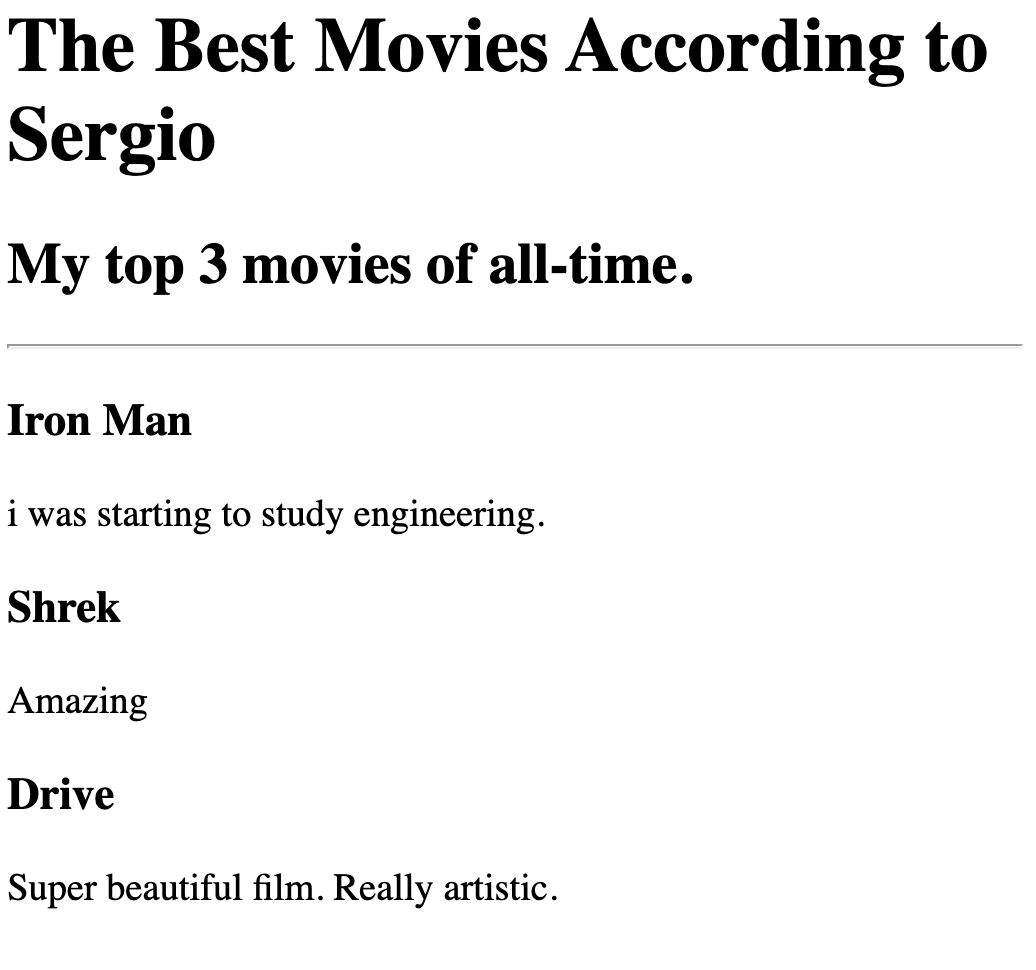 The Best Movies According to
Sergio
My top 3 movies of all-time.
Iron Man
i was starting to study engineering.
Shrek
Amazing
Drive
Super beautiful film. Really artistic.